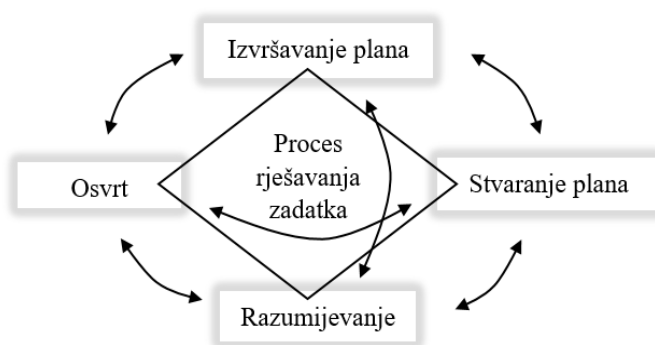 Izvršavanje plana
Proces
rješavanja
zadatka
Osvrt
Stvaranje plana
Razumijevanje